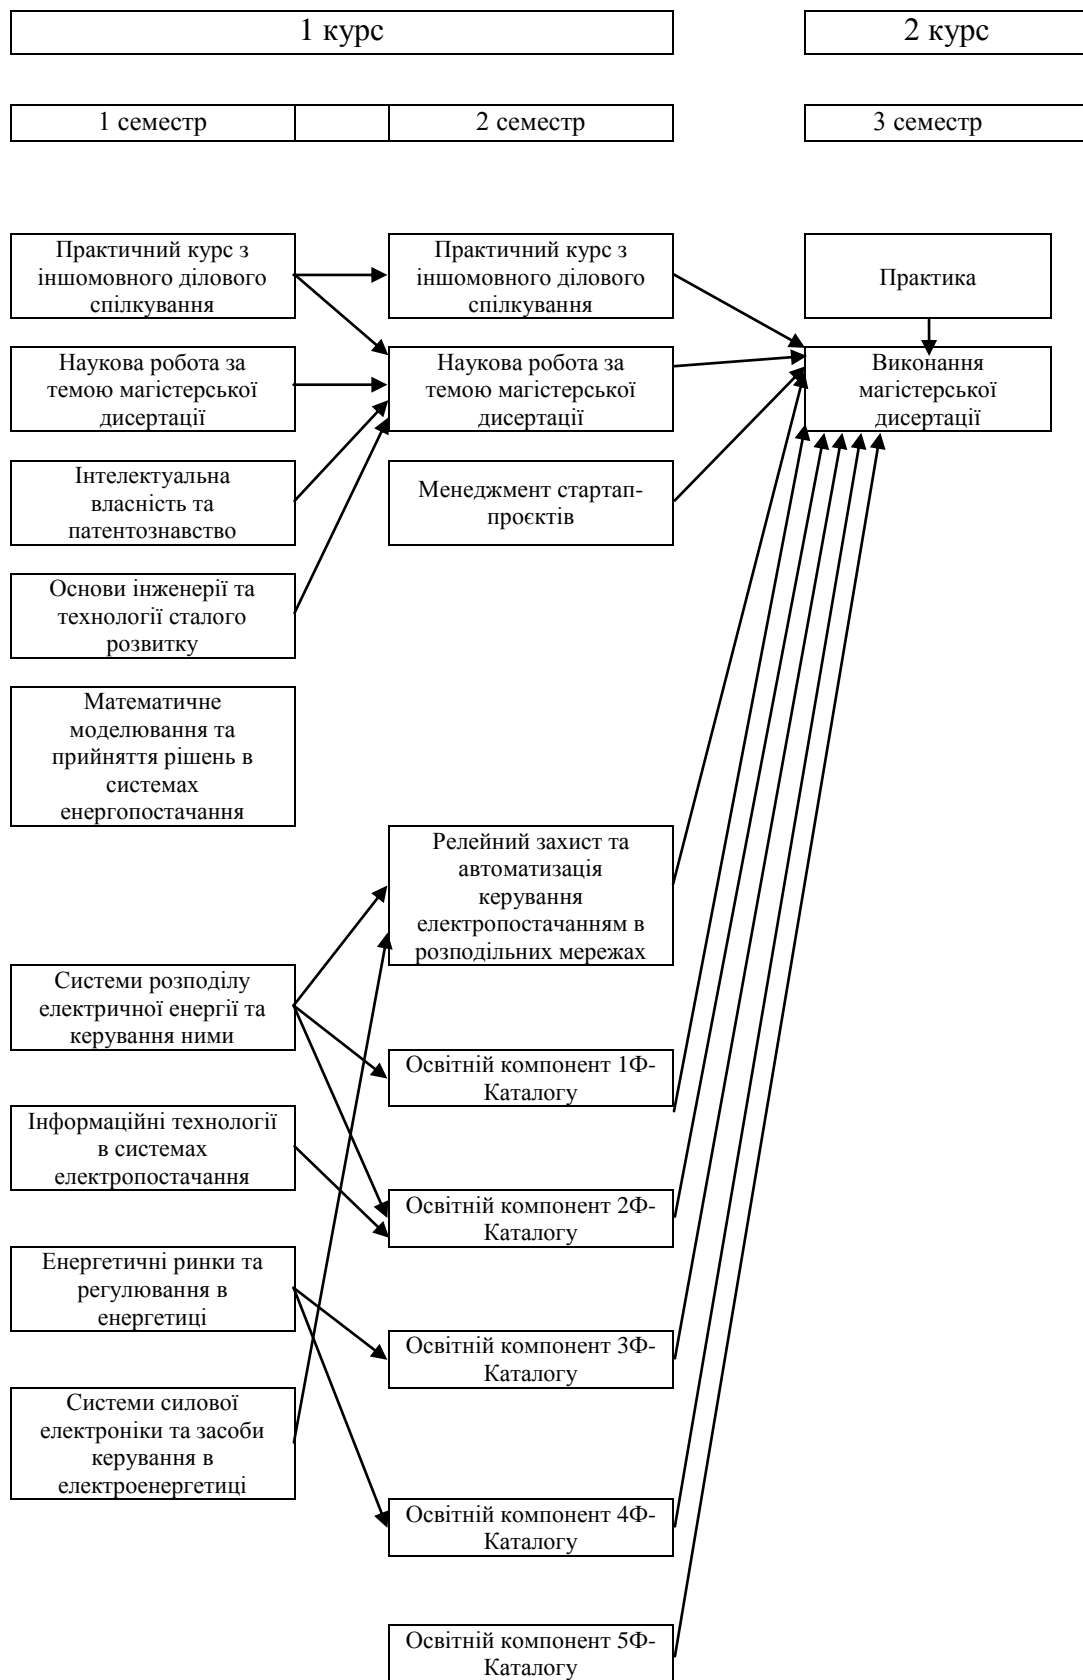 1 курс
2 курс
1 семестр
2 семестр
3 семестр
Практичний курс з
іншомовного ділового
спілкування
Практичний курс з
іншомовного ділового
спілкування
Практика
Наукова робота за
темою магістерської
дисертації
Наукова робота за
темою магістерської
дисертації
Виконання
магістерської
дисертації
Інтелектуальна
власність та
патентознавство
Менеджмент стартап-
проєктів
Основи інженерії та
технології сталого
розвитку
Математичне
моделювання та
прийняття рішень в
системах
енергопостачання
Релейний захист та
автоматизація
керування
електропостачанням в
розподільних мережах
Системи розподілу
електричної енергії та
керування ними
Освітній компонент 1Ф-
Каталогу
Інформаційні технології
в системах
електропостачання
Освітній компонент 2Ф-
Каталогу
Енергетичні ринки та
регулювання в
енергетиці
Освітній компонент 3Ф-
Каталогу
Системи силової
електроніки та засоби
керування в
електроенергетиці
Освітній компонент 4Ф-
Каталогу
Освітній компонент 5Ф-
Каталогу